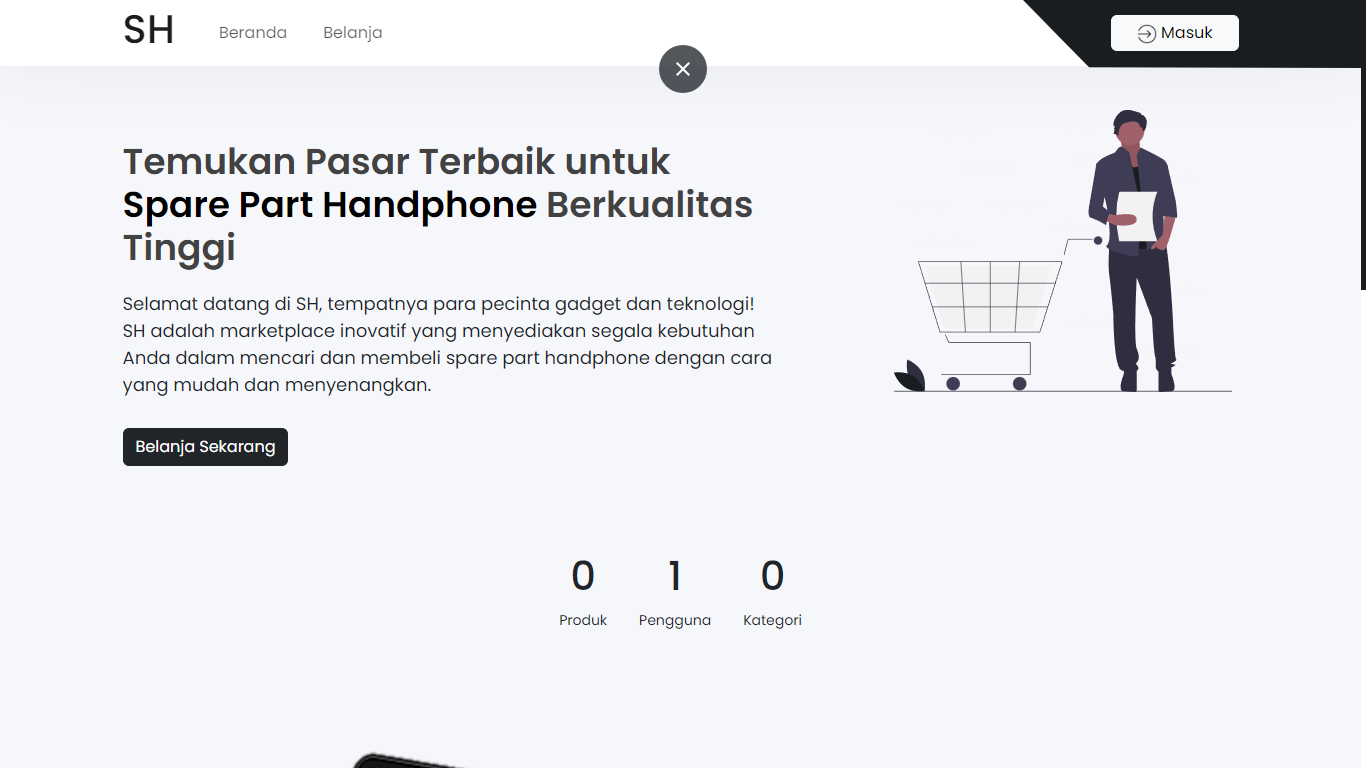 SH
Beranda
Belanja
Masuk
Temukan Pasar Terbaik untuk
Spare Part Handphone Berkualitas
Tinggi
Selamat datang di SH, tempatnya para pecinta gadget dan teknologi!
SH adalah marketplace inovatif yang menyediakan segala kebutuhan
Anda dalam mencari dan membeli spare part handphone dengan cara
yang mudah dan menyenangkan.
Belanja Sekarang
0 1 0
Produk Pengguna Kategori